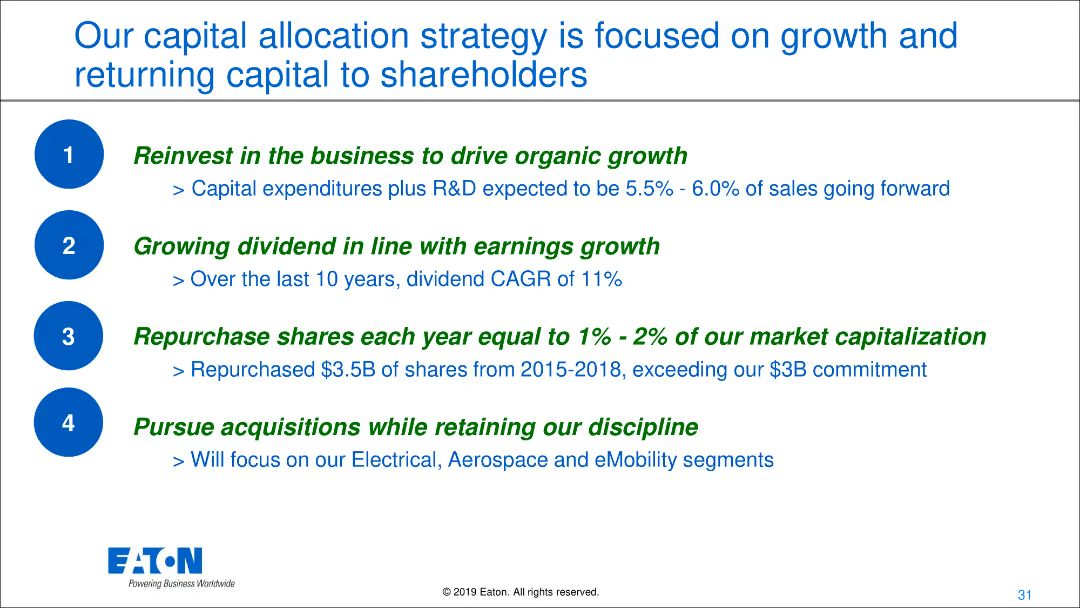 Our capital allocation strategy is focused on growth and
returning capital to shareholders
1
Reinvest in the business to drive organic growth
> Capital expenditures plus R&D expected to be 5.5% - 6.0% of sales going forward
2
Growing dividend in line with earnings growth
> Over the last 10 years, dividend CAGR of 11%
3
Repurchase shares each year equal to 1% - 2% of our market capitalization
> Repurchased $3.5B of shares from 2015-2018, exceeding our $3B commitment
4
Pursue acquisitions while retaining our discipline
> Will focus on our Electrical, Aerospace and eMobility segments
EATON
Powering Business Worldwide
© 2019 Eaton. All rights reserved.
31